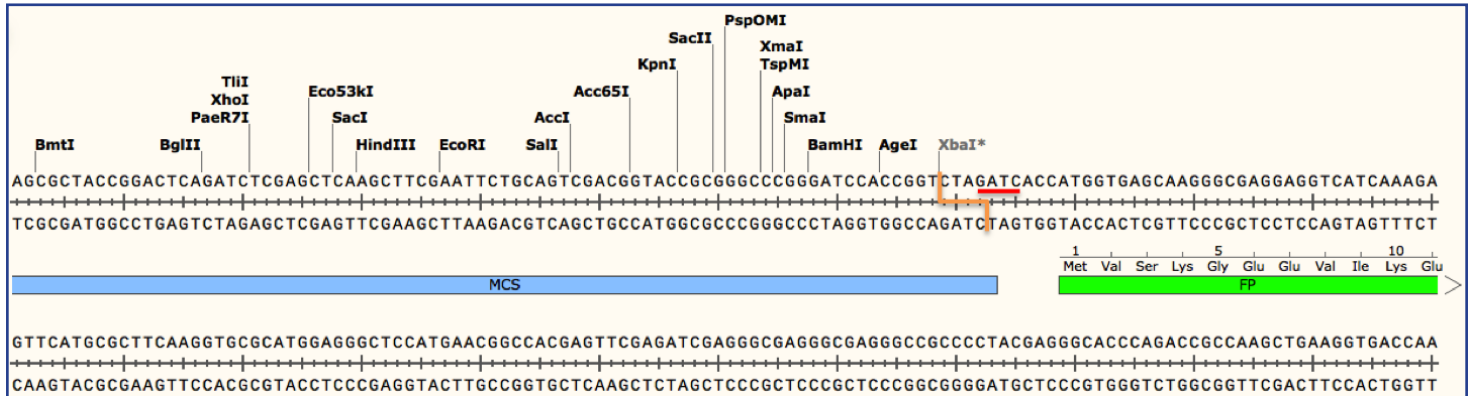 PspOMI
SacII XmaI
KpnI TspMI
TliI
XhoI Eco53kI Acc65I ApaI
PaeR7I SacI AccI SmaI
BmtI BglII HindIII EcoRI SalI BamHI AgeI XbaI*
AGCGCTACCGGACTCAGATCTCGAGCTCAAGCTTCGAATTCTGCAGTCGACGGTACCGCGGGCCCGGGATCCACCGGTCTAGATCACCATGGTGAGCAAGGGCGAGGAGGTCATCAAAGA
TCGCGATGGCCTGAGTCTAGAGCTCGAGTTCGAAGCTTAAGACGTCAGCTGCCATGGCGCCCGGGCCCTAGGTGGCCAGATCTAGTGGTACCACTCGTTCCCGCTCCTCCAGTAGTTTCT
1 5 10
Met Val Ser Lys Gly Glu Glu Val Ile Lys Glu
MCS FP
GTTCATGCGCTTCAAGGTGCGCATGGAGGGCTCCATGAACGGCCACGAGTTCGAGATCGAGGGCGAGGGCGAGGGCCGCCCCTACGAGGGCACCCAGACCGCCAAGCTGAAGGTGACCAA
CAAGTACGCGAAGTTCCACGCGTACCTCCCGAGGTACTTGCCGGTGCTCAAGCTCTAGCTCCCGCTCCCGCTCCCGGCGGGGATGCTCCCGTGGGTCTGGCGGTTCGACTTCCACTGGTT